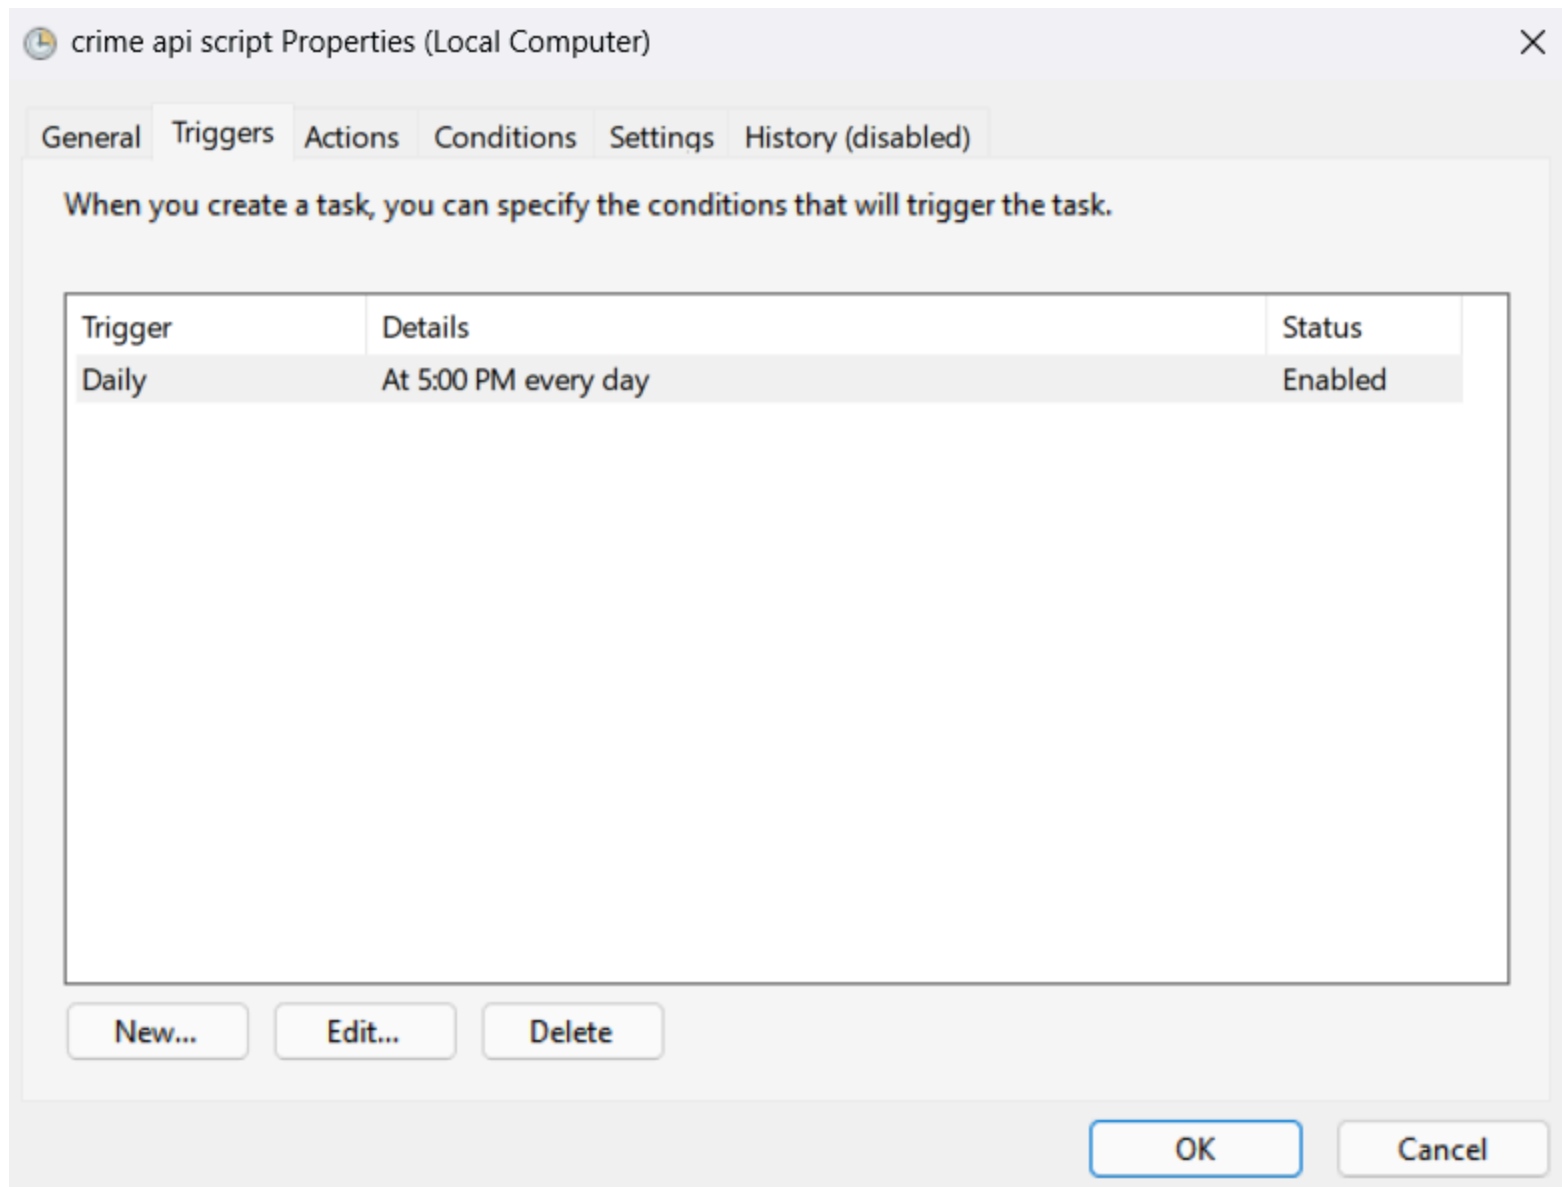 crime api script Properties (Local Computer)
General Triggers Actions Conditions Settings History (disabled)
When you create a task, you can specify the conditions that will trigger the task.
Trigger Details Status
Daily At 5:00 PM every day Enabled
New... Edit... Delete
OK Cancel